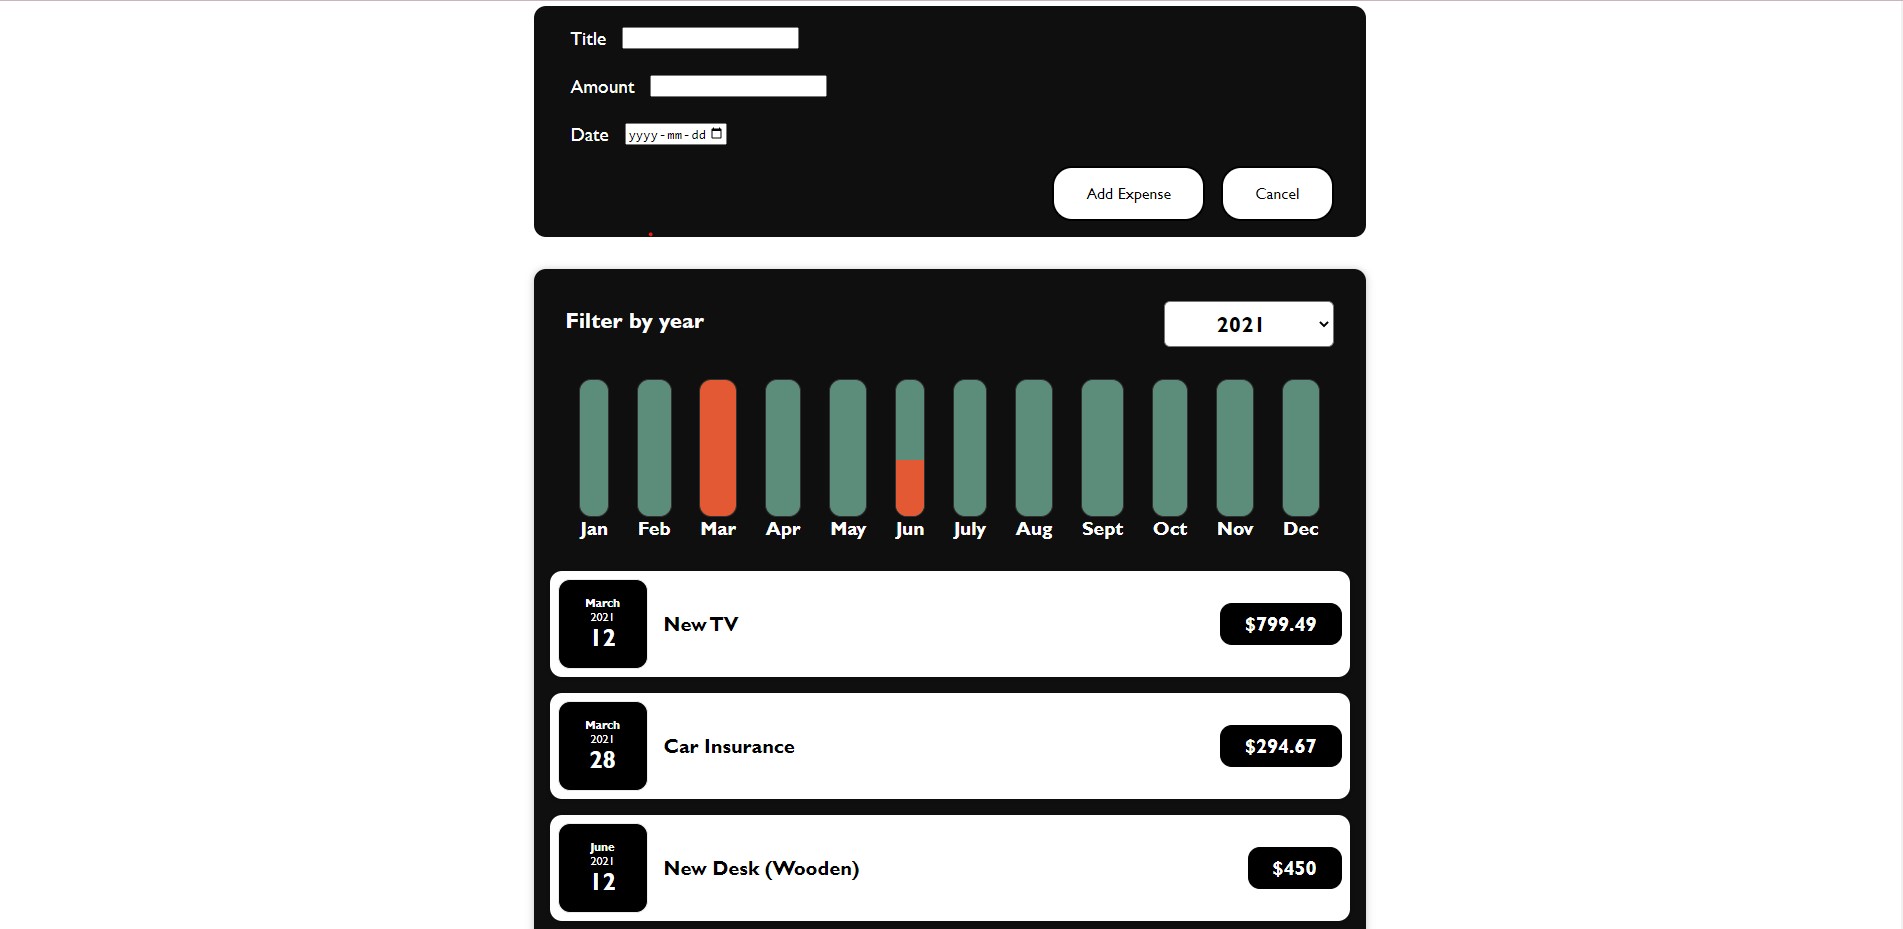 Title
Amount
Date yyyy-mm-dd
Add Expense Cancel
Filter by year 2021
Jan Feb Mar Apr May Jun July Aug Sept Oct Nov Dec
March
2021
12
New TV $799.49
March
2021
28
Car Insurance $294.67
June
2021
12
New Desk (Wooden) $450